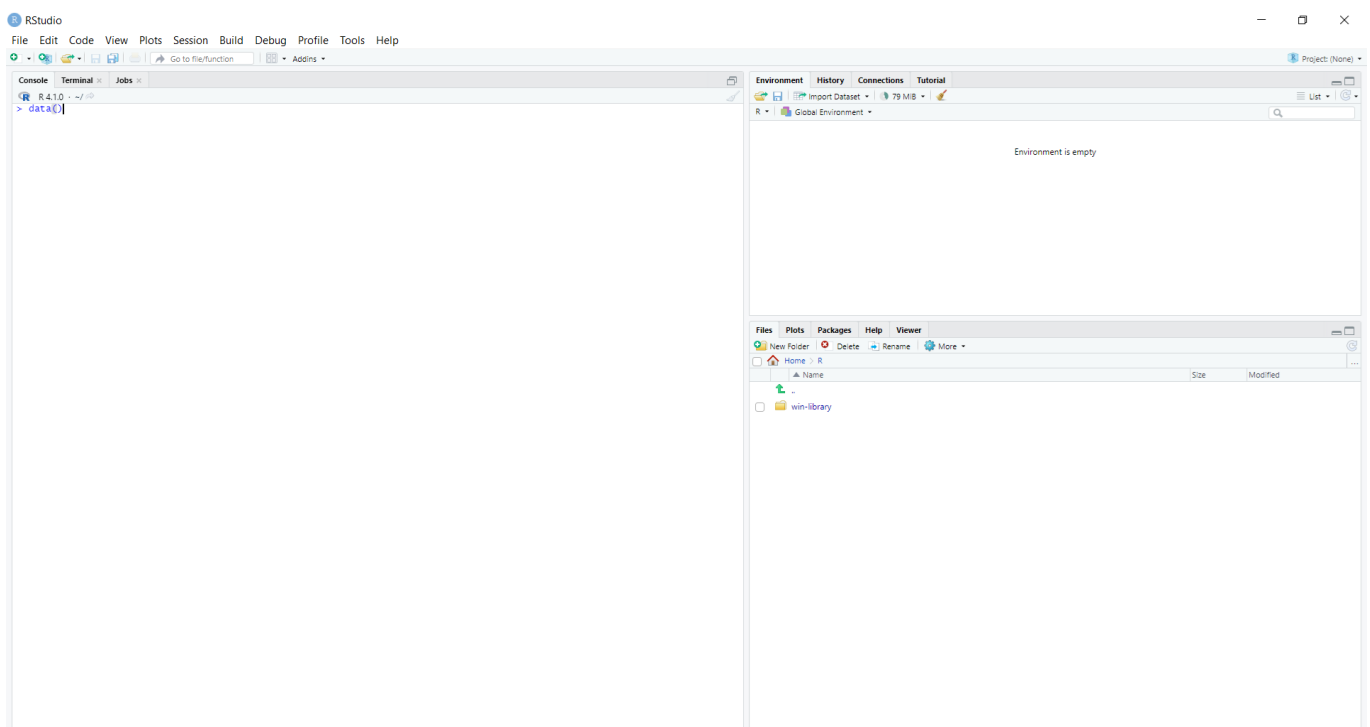 RStudio
File Edit Code View Plots Session Build Debug Profile Tools Help
Go to file/function Addins Project: (None)
Console Terminal Jobs
R 4.1.0 · ~/
> data()
Environment History Connections Tutorial
Import Dataset 79 MiB List
R Global Environment
Environment is empty
Files Plots Packages Help Viewer
New Folder Delete Rename More
Home R ...
Name Size Modified
..
win-library